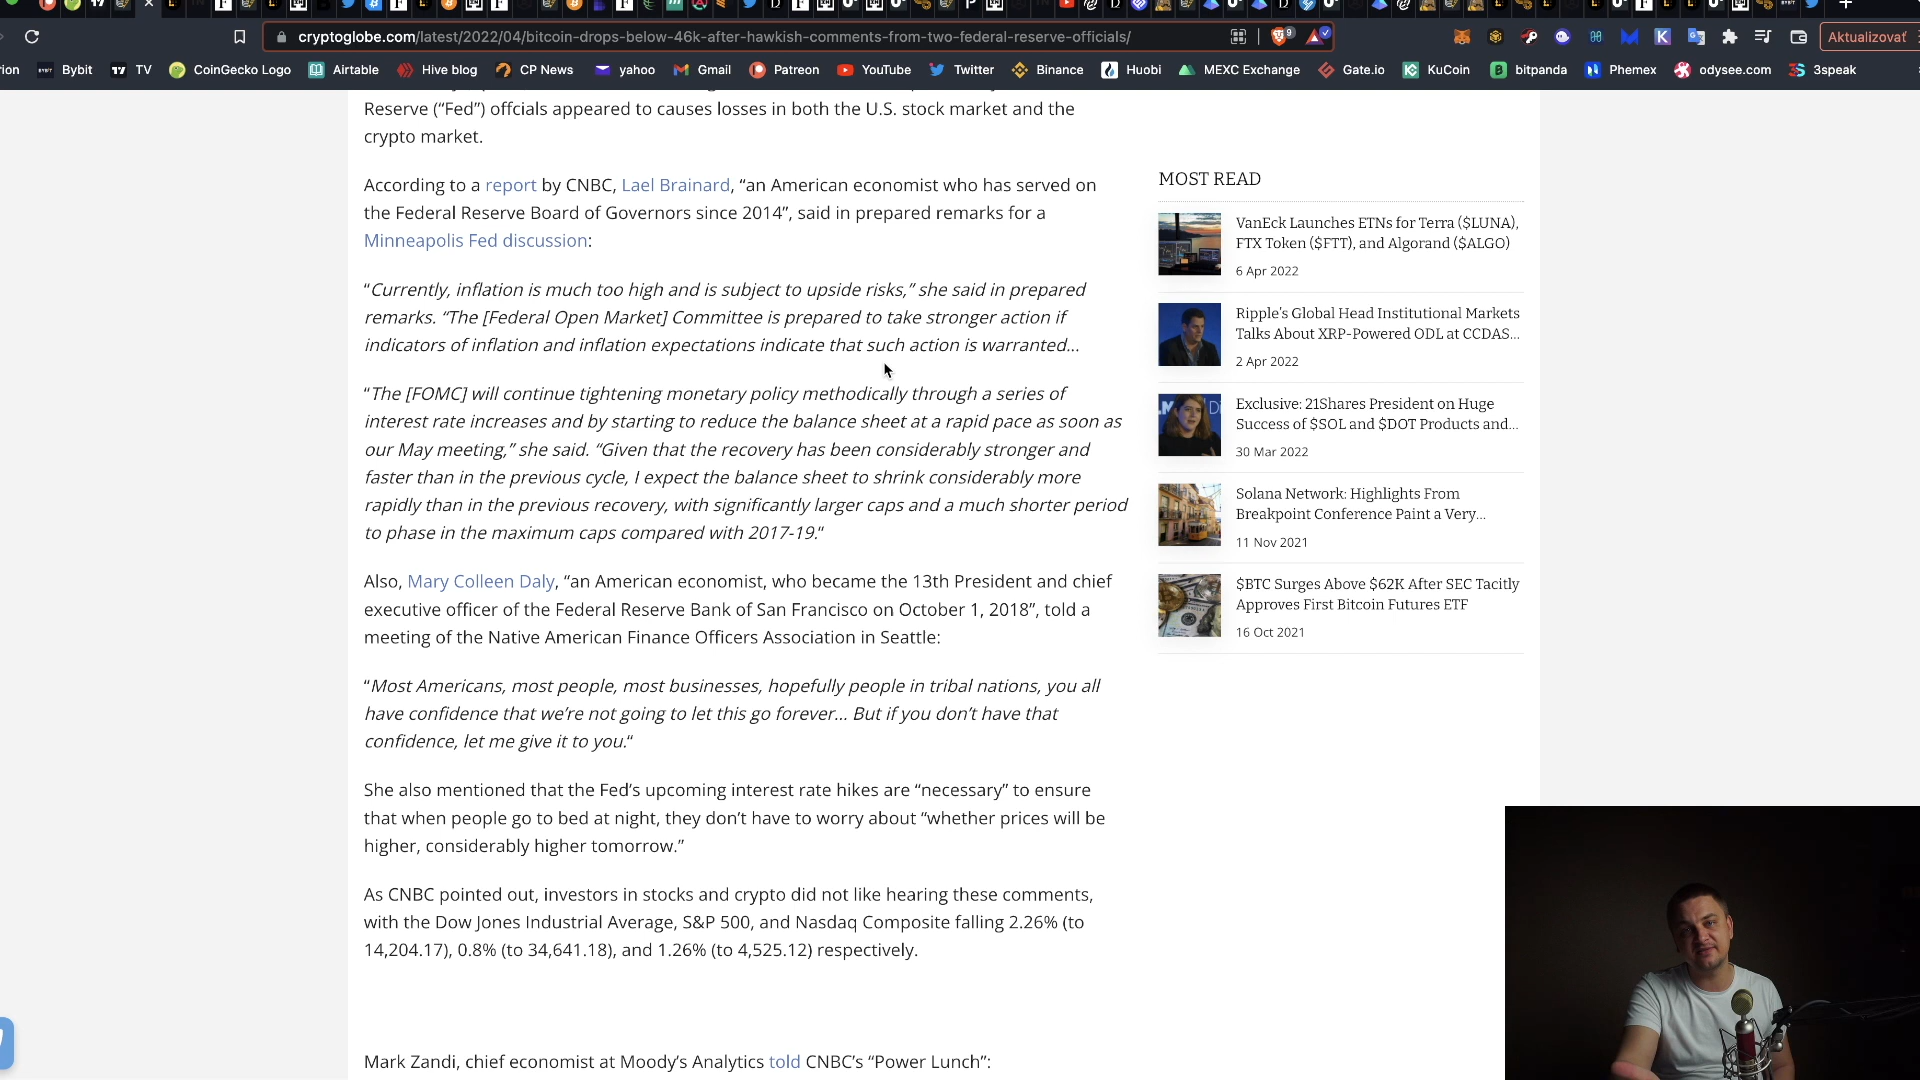 cryptoglobe.com/latest/2022/04/bitcoin-drops-below-46k-after-hawkish-comments-from-two-federal-reserve-officials/
9
Aktualizovať
Bybit TV CoinGecko Logo Airtable Hive blog CP News yahoo Gmail Patreon YouTube Twitter Binance Huobi MEXC Exchange Gate.io KuCoin bitpanda Phemex odysee.com 3speak
Reserve (“Fed”) offcials appeared to causes losses in both the U.S. stock market and the
crypto market.
According to a report by CNBC, Lael Brainard, “an American economist who has served on
the Federal Reserve Board of Governors since 2014”, said in prepared remarks for a
Minneapolis Fed discussion:
“Currently, inflation is much too high and is subject to upside risks,” she said in prepared
remarks. “The [Federal Open Market] Committee is prepared to take stronger action if
indicators of inflation and inflation expectations indicate that such action is warranted…
“The [FOMC] will continue tightening monetary policy methodically through a series of
interest rate increases and by starting to reduce the balance sheet at a rapid pace as soon as
our May meeting,” she said. “Given that the recovery has been considerably stronger and
faster than in the previous cycle, I expect the balance sheet to shrink considerably more
rapidly than in the previous recovery, with significantly larger caps and a much shorter period
to phase in the maximum caps compared with 2017-19.“
Also, Mary Colleen Daly, “an American economist, who became the 13th President and chief
executive officer of the Federal Reserve Bank of San Francisco on October 1, 2018”, told a
meeting of the Native American Finance Officers Association in Seattle:
“Most Americans, most people, most businesses, hopefully people in tribal nations, you all
have confidence that we’re not going to let this go forever… But if you don’t have that
confidence, let me give it to you.“
She also mentioned that the Fed’s upcoming interest rate hikes are “necessary” to ensure
that when people go to bed at night, they don’t have to worry about “whether prices will be
higher, considerably higher tomorrow.”
As CNBC pointed out, investors in stocks and crypto did not like hearing these comments,
with the Dow Jones Industrial Average, S&P 500, and Nasdaq Composite falling 2.26% (to
14,204.17), 0.8% (to 34,641.18), and 1.26% (to 4,525.12) respectively.
Mark Zandi, chief economist at Moody’s Analytics told CNBC’s “Power Lunch”:
MOST READ
VanEck Launches ETNs for Terra ($LUNA),
FTX Token ($FTT), and Algorand ($ALGO)
6 Apr 2022
Ripple’s Global Head Institutional Markets
Talks About XRP-Powered ODL at CCDAS…
2 Apr 2022
Exclusive: 21Shares President on Huge
Success of $SOL and $DOT Products and…
30 Mar 2022
Solana Network: Highlights From
Breakpoint Conference Paint a Very…
11 Nov 2021
$BTC Surges Above $62K After SEC Tacitly
Approves First Bitcoin Futures ETF
16 Oct 2021